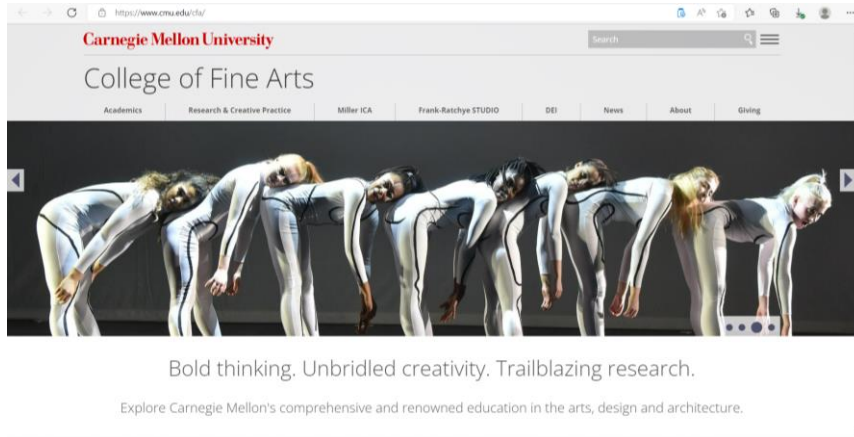 https://www.cmu.edu/cfa/
Carnegie Mellon University
Search
College of Fine Arts
Academics Research & Creative Practice Miller ICA Frank-Ratchye STUDIO DEI News About Giving
Bold thinking. Unbridled creativity. Trailblazing research.
Explore Carnegie Mellon's comprehensive and renowned education in the arts, design and architecture.